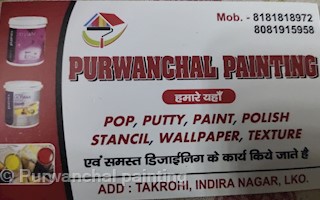 Mob. - 8181818972
8081915958
PURWANCHAL PAINTING
हमारे यहाँ
POP, PUTTY, PAINT, POLISH
STANCIL, WALLPAPER, TEXTURE
एवं समस्त डिजाईनिग के कार्य किये जाते है
ADD : TAKROHI, INDIRA NAGAR, LKO.
© Purwanchal painting